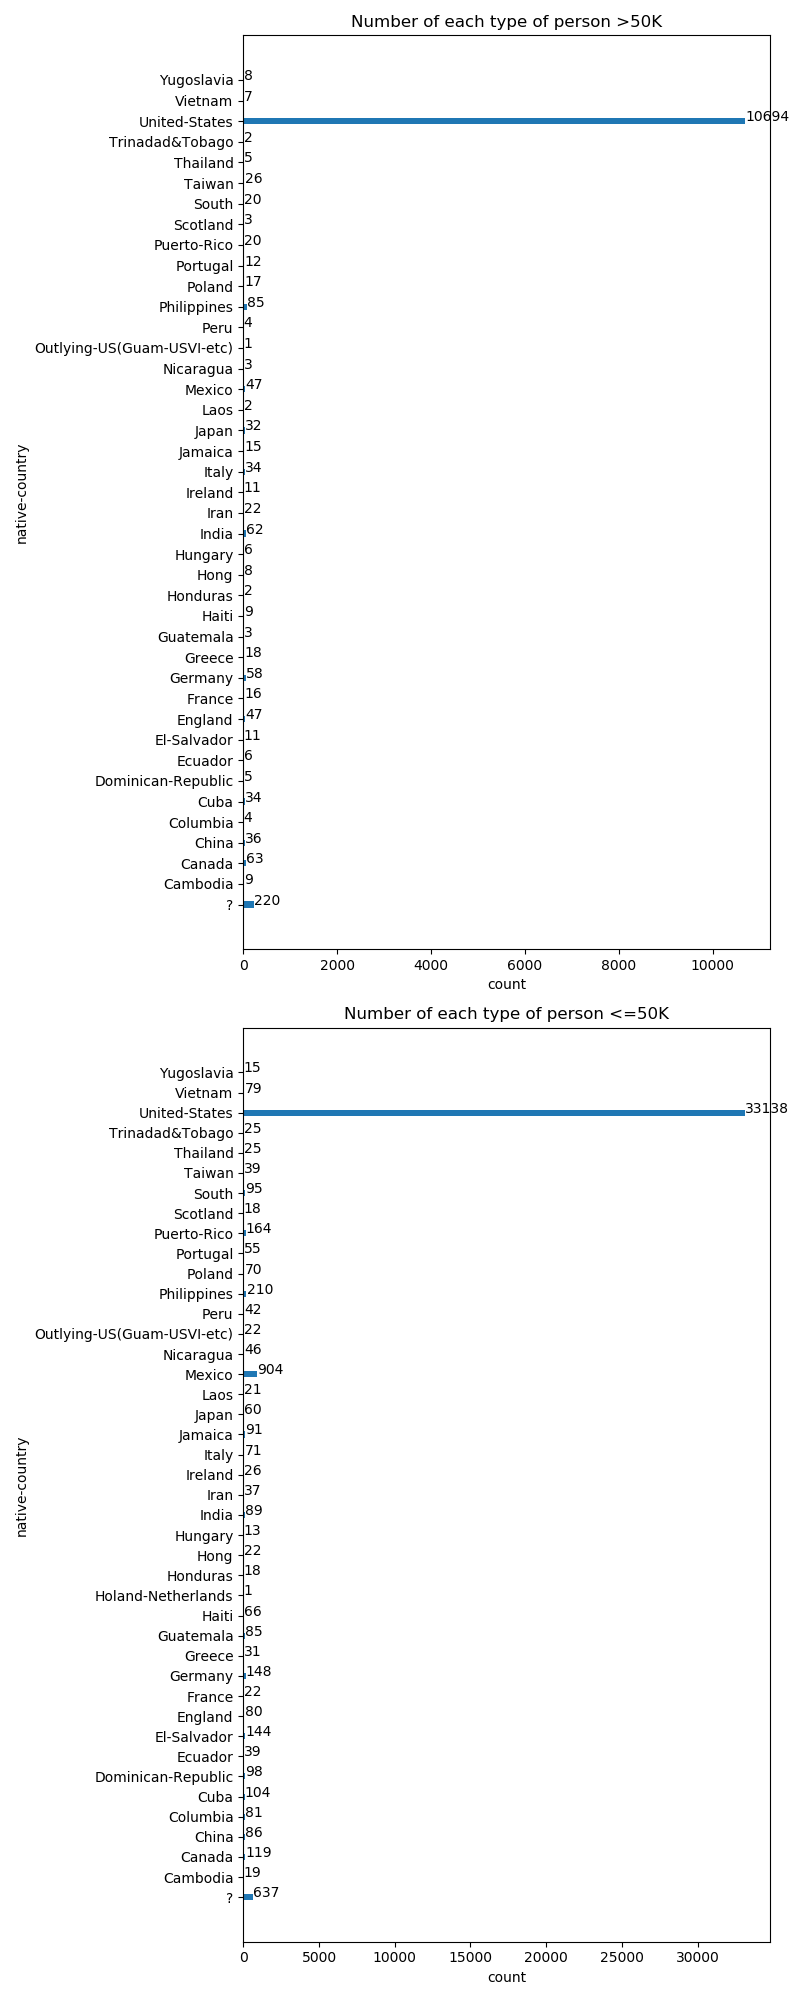 Number of each type of person >50K
Yugoslavia 8
Vietnam 7
United-States 10694
Trinadad&Tobago 2
Thailand 5
Taiwan 26
South 20
Scotland 3
Puerto-Rico 20
Portugal 12
Poland 17
Philippines 85
Peru 4
Outlying-US(Guam-USVI-etc) 1
Nicaragua 3
Mexico 47
Laos 2
Japan 32
Jamaica 15
Italy 34
Ireland 11
Iran 22
India 62
Hungary 6
Hong 8
Honduras 2
Haiti 9
Guatemala 3
Greece 18
Germany 58
France 16
England 47
El-Salvador 11
Ecuador 6
Dominican-Republic 5
Cuba 34
Columbia 4
China 36
Canada 63
Cambodia 9
? 220
native-country
0 2000 4000 6000 8000 10000
count
Number of each type of person <=50K
Yugoslavia 15
Vietnam 79
United-States 33138
Trinadad&Tobago 25
Thailand 25
Taiwan 39
South 95
Scotland 18
Puerto-Rico 164
Portugal 55
Poland 70
Philippines 210
Peru 42
Outlying-US(Guam-USVI-etc) 22
Nicaragua 46
Mexico 904
Laos 21
Japan 60
Jamaica 91
Italy 71
Ireland 26
Iran 37
India 89
Hungary 13
Hong 22
Honduras 18
Holand-Netherlands 1
Haiti 66
Guatemala 85
Greece 31
Germany 148
France 22
England 80
El-Salvador 144
Ecuador 39
Dominican-Republic 98
Cuba 104
Columbia 81
China 86
Canada 119
Cambodia 19
? 637
native-country
0 5000 10000 15000 20000 25000 30000
count